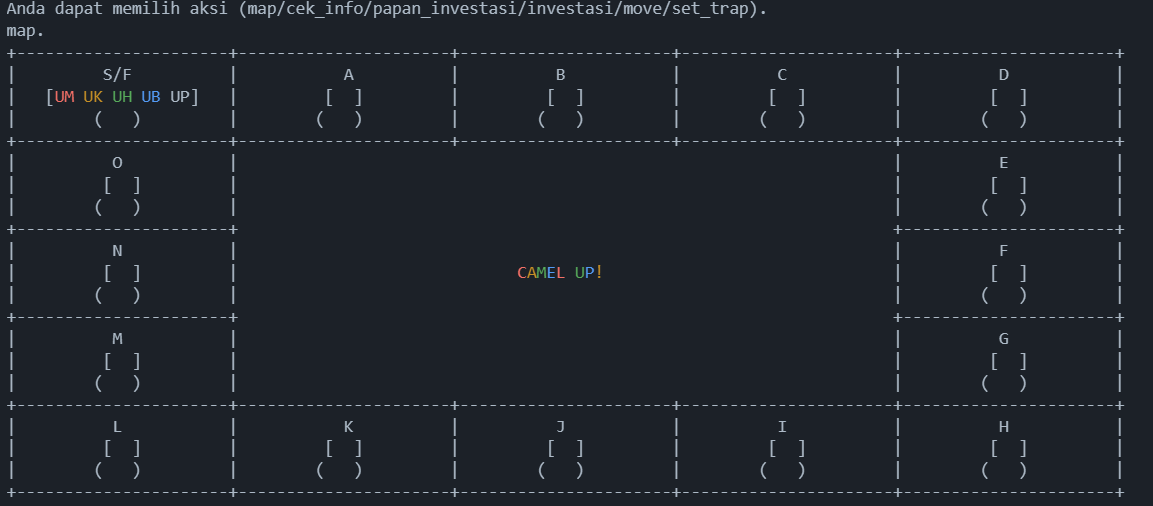 Anda dapat memilih aksi (map/cek_info/papan_investasi/investasi/move/set_trap).
map.
+----------------------+----------------------+----------------------+----------------------+----------------------+
|         S/F          |           A          |          B           |          C           |          D           |
|   [UM UK UH UB UP]   |         [  ]         |         [  ]         |         [  ]         |         [  ]         |
|        (   )         |        (   )         |        (   )         |        (   )         |        (   )         |
+----------------------+----------------------+----------------------+----------------------+----------------------+
|          O           |                                                                    |          E           |
|         [  ]         |                                                                    |         [  ]         |
|        (   )         |                                                                    |        (   )         |
+----------------------+                                                                    +----------------------+
|          N           |                                                                    |          F           |
|         [  ]         |                             CAMEL UP!                              |         [  ]         |
|        (   )         |                                                                    |        (   )         |
+----------------------+                                                                    +----------------------+
|          M           |                                                                    |          G           |
|         [  ]         |                                                                    |         [  ]         |
|        (   )         |                                                                    |        (   )         |
+----------------------+----------------------+----------------------+----------------------+----------------------+
|          L           |           K          |          J           |          I           |          H           |
|         [  ]         |         [  ]         |         [  ]         |         [  ]         |         [  ]         |
|        (   )         |        (   )         |        (   )         |        (   )         |        (   )         |
+----------------------+----------------------+----------------------+----------------------+----------------------+